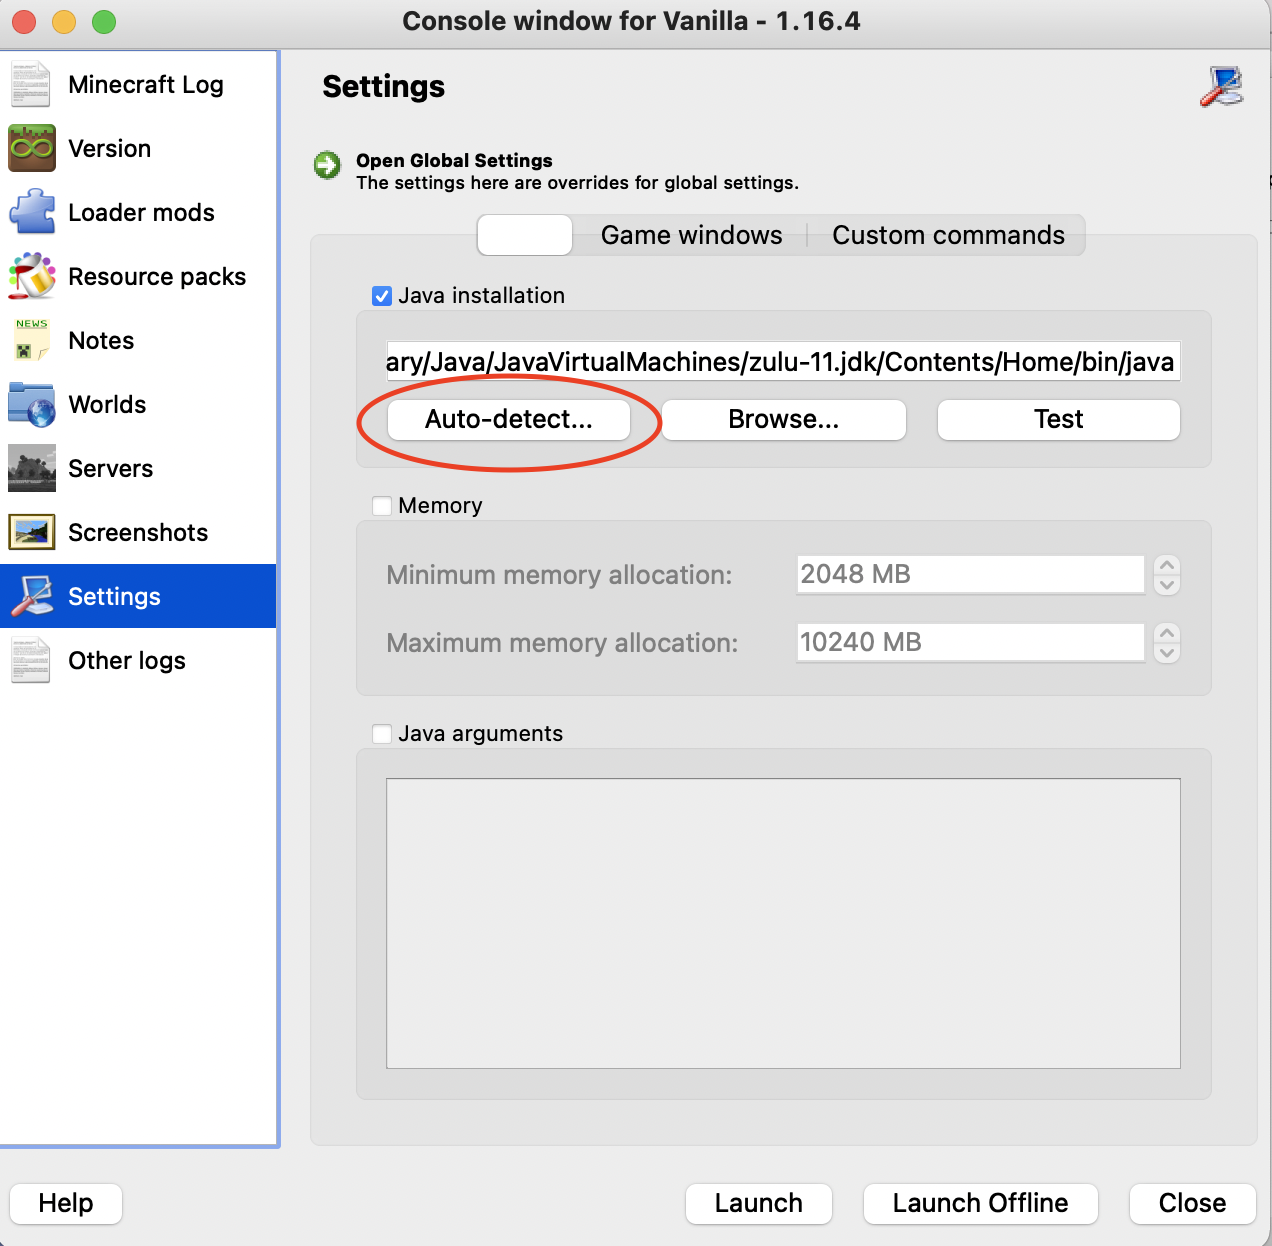 Console window for Vanilla - 1.16.4
Minecraft Log
Version
Loader mods
Resource packs
NEWS
Notes
Worlds
Servers
Screenshots
Settings
Other logs
Settings
Open Global Settings
The settings here are overrides for global settings.
Game windows
Custom commands
Java installation
ary/Java/JavaVirtualMachines/zulu-11.jdk/Contents/Home/bin/java
Auto-detect...
Browse...
Test
Memory
Minimum memory allocation:
2048 MB
Maximum memory allocation:
10240 MB
Java arguments
Help
Launch
Launch Offline
Close